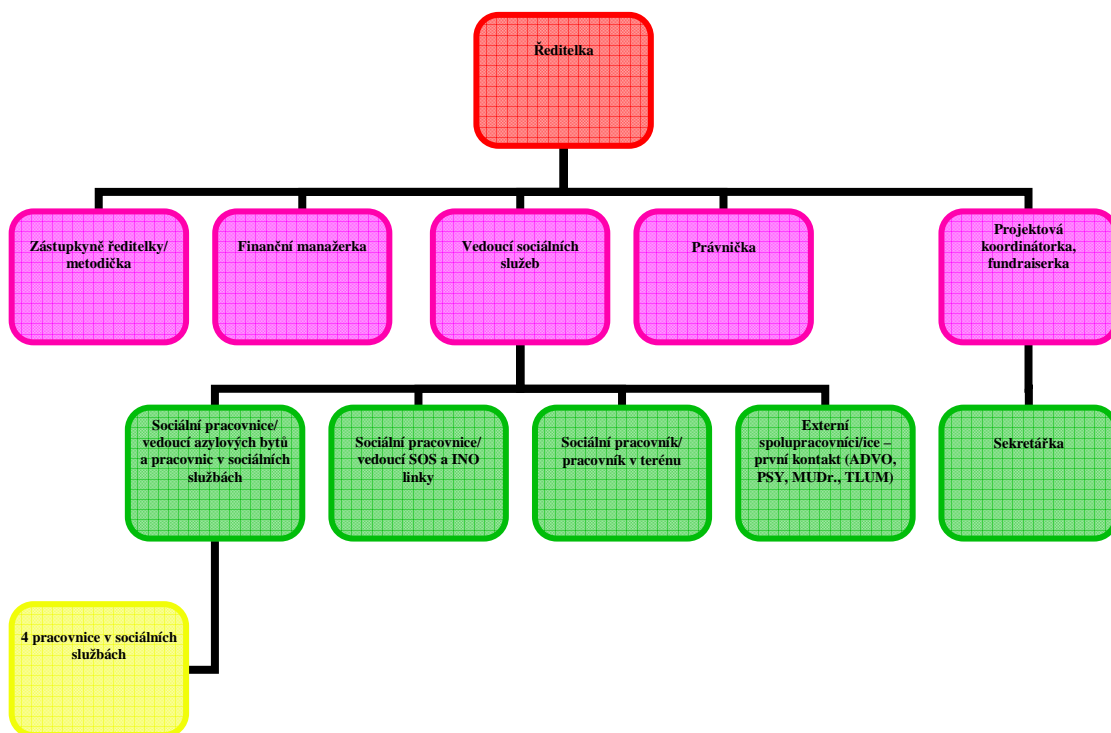 Ředitelka
Zástupkyně ředitelky/
metodička
Finanční manažerka
Vedoucí sociálních
služeb
Právnička
Projektová
koordinátorka,
fundraiserka
Sociální pracovnice/
vedoucí azylových bytů
a pracovnic v sociálních
službách
Sociální pracovnice/
vedoucí SOS a INO
linky
Sociální pracovník/
pracovník v terénu
Externí
spolupracovníci/ice –
první kontakt (ADVO,
PSY, MUDr., TLUM)
Sekretářka
4 pracovnice v sociálních
službách